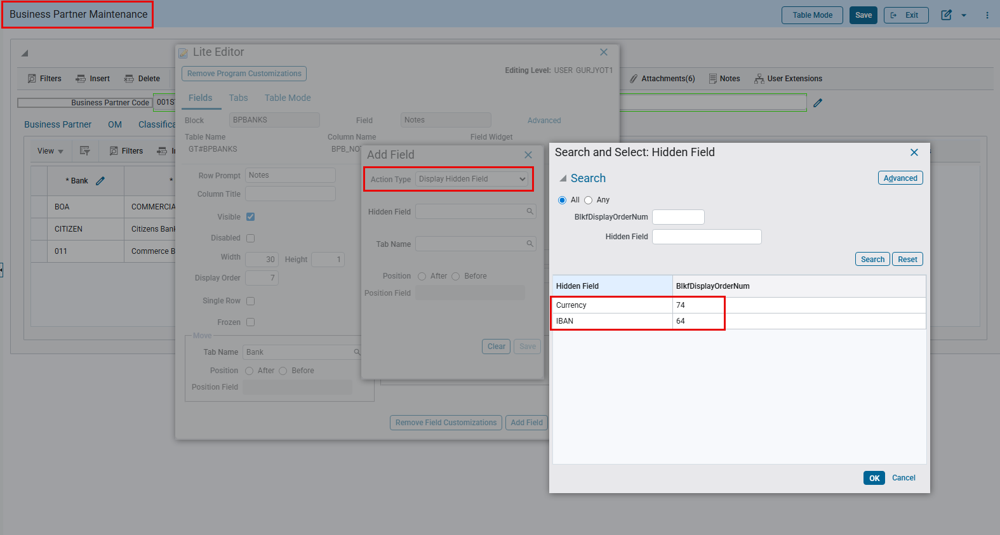 Business Partner Maintenance
Table Mode
Save
Exit
Lite Editor
Remove Program Customizations
Editing Level: USER GURJYOT1
Filters
Insert
Delete
Attachments(6)
Notes
User Extensions
Business Partner Code
Fields
Tabs
Table Mode
Block
BPBANKS
Field
Notes
Advanced
Business Partner
OM
Table Name
Column Name
Field Widget
GT#BPBANKS
View
Filters
Add Field
Action Type
Display Hidden Field
Row Prompt
Notes
Column Title
* Bank
*
Hidden Field
Visible
Tab Name
Disabled
Width
30
Height
1
Position
After
Before
Display Order
7
Position Field
Single Row
Frozen
Clear
Save
BOA
CITIZEN
Citizens Bank
011
Commerce B
Move
Tab Name
Bank
Position
After
Before
Position Field
Remove Field Customizations
Add Field
Search and Select: Hidden Field
Search
Advanced
All
Any
BlkfDisplayOrderNum
Hidden Field
Search
Reset
Hidden Field
BlkfDisplayOrderNum
Currency
74
IBAN
64
OK
Cancel